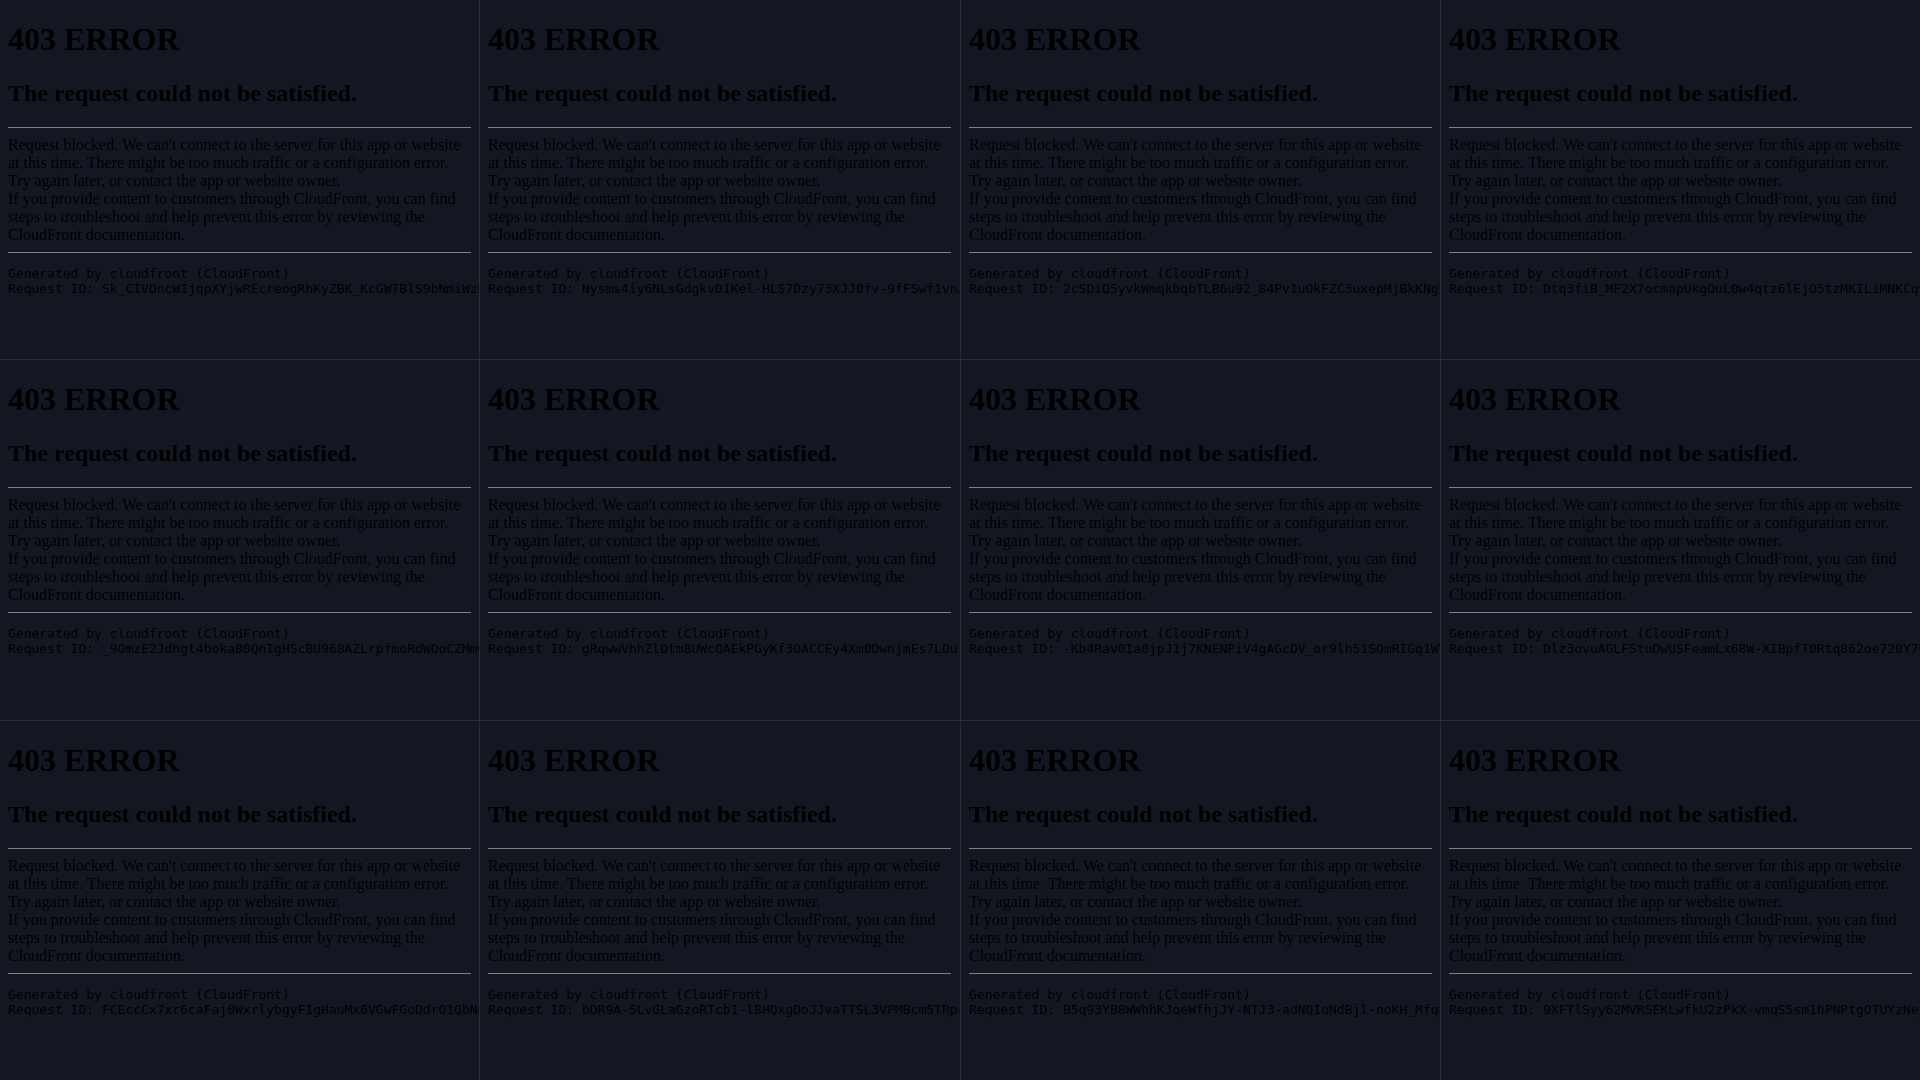 403 ERROR
The request could not be satisfied.
Request blocked. We can't connect to the server for this app or website
at this time. There might be too much traffic or a configuration error.
Try again later, or contact the app or website owner.
If you provide content to customers through CloudFront, you can find
steps to troubleshoot and help prevent this error by reviewing the
CloudFront documentation.
Generated by cloudfront (CloudFront)
Request ID: Sk_CIVDncWIjqpXYjwREcreogRhKyZBK_KcGWTBlS9bNmiWz
403 ERROR
The request could not be satisfied.
Request blocked. We can't connect to the server for this app or website
at this time. There might be too much traffic or a configuration error.
Try again later, or contact the app or website owner.
If you provide content to customers through CloudFront, you can find
steps to troubleshoot and help prevent this error by reviewing the
CloudFront documentation.
Generated by cloudfront (CloudFront)
Request ID: Nysms4iy6NLsGdgkvD1Kel-HLS7Dzy73XJJ0fv-9fFSwf1vn
403 ERROR
The request could not be satisfied.
Request blocked. We can't connect to the server for this app or website
at this time. There might be too much traffic or a configuration error.
Try again later, or contact the app or website owner.
If you provide content to customers through CloudFront, you can find
steps to troubleshoot and help prevent this error by reviewing the
CloudFront documentation.
Generated by cloudfront (CloudFront)
Request ID: 2cSDiQ5yvkWmqkbqbTLB6u92_84Pv1uOkFZC3uxepMjBkKNg
403 ERROR
The request could not be satisfied.
Request blocked. We can't connect to the server for this app or website
at this time. There might be too much traffic or a configuration error.
Try again later, or contact the app or website owner.
If you provide content to customers through CloudFront, you can find
steps to troubleshoot and help prevent this error by reviewing the
CloudFront documentation.
Generated by cloudfront (CloudFront)
Request ID: Dtq3fiB_MF2X7ocmapUkgOuL0w4qtz6lEjO5tzMKILiMNKCq
403 ERROR
The request could not be satisfied.
Request blocked. We can't connect to the server for this app or website
at this time. There might be too much traffic or a configuration error.
Try again later, or contact the app or website owner.
If you provide content to customers through CloudFront, you can find
steps to troubleshoot and help prevent this error by reviewing the
CloudFront documentation.
Generated by cloudfront (CloudFront)
Request ID: _9OmzE2Jdhgt4bokaB0QnIgHScBU968AZLrpfmoRdWOoCZMm
403 ERROR
The request could not be satisfied.
Request blocked. We can't connect to the server for this app or website
at this time. There might be too much traffic or a configuration error.
Try again later, or contact the app or website owner.
If you provide content to customers through CloudFront, you can find
steps to troubleshoot and help prevent this error by reviewing the
CloudFront documentation.
Generated by cloudfront (CloudFront)
Request ID: gRqwwVhhZlDtm8UWcQAEkPGyKf3OACCEy4Xm0DwnjmEs7LOu
403 ERROR
The request could not be satisfied.
Request blocked. We can't connect to the server for this app or website
at this time. There might be too much traffic or a configuration error.
Try again later, or contact the app or website owner.
If you provide content to customers through CloudFront, you can find
steps to troubleshoot and help prevent this error by reviewing the
CloudFront documentation.
Generated by cloudfront (CloudFront)
Request ID: -Kb4Rav0Ia0jpJ1j7KNENPiV4gAGcDV_or9lh51SQmRIGq1W
403 ERROR
The request could not be satisfied.
Request blocked. We can't connect to the server for this app or website
at this time. There might be too much traffic or a configuration error.
Try again later, or contact the app or website owner.
If you provide content to customers through CloudFront, you can find
steps to troubleshoot and help prevent this error by reviewing the
CloudFront documentation.
Generated by cloudfront (CloudFront)
Request ID: Dlz3ovuAGLFStuDwUSFeamLx68W-XIBpfT0Rtq862oe720Y7
403 ERROR
The request could not be satisfied.
Request blocked. We can't connect to the server for this app or website
at this time. There might be too much traffic or a configuration error.
Try again later, or contact the app or website owner.
If you provide content to customers through CloudFront, you can find
steps to troubleshoot and help prevent this error by reviewing the
CloudFront documentation.
Generated by cloudfront (CloudFront)
Request ID: FCEccCx7xr6caFaj0WxrlybgyFIgHauMx6VGwFGoDdrO1QbN
403 ERROR
The request could not be satisfied.
Request blocked. We can't connect to the server for this app or website
at this time. There might be too much traffic or a configuration error.
Try again later, or contact the app or website owner.
If you provide content to customers through CloudFront, you can find
steps to troubleshoot and help prevent this error by reviewing the
CloudFront documentation.
Generated by cloudfront (CloudFront)
Request ID: bDR9A-5LvGLaGzoRTcbI-l8HQxgDoJJvaTTSL3VPMBcm5TRp
403 ERROR
The request could not be satisfied.
Request blocked. We can't connect to the server for this app or website
at this time. There might be too much traffic or a configuration error.
Try again later, or contact the app or website owner.
If you provide content to customers through CloudFront, you can find
steps to troubleshoot and help prevent this error by reviewing the
CloudFront documentation.
Generated by cloudfront (CloudFront)
Request ID: B5q93YB8WWhhKJqeWfhjJY-NTJ3-adNQIoNdBjl-noKH_Mfq
403 ERROR
The request could not be satisfied.
Request blocked. We can't connect to the server for this app or website
at this time. There might be too much traffic or a configuration error.
Try again later, or contact the app or website owner.
If you provide content to customers through CloudFront, you can find
steps to troubleshoot and help prevent this error by reviewing the
CloudFront documentation.
Generated by cloudfront (CloudFront)
Request ID: 9XFTlSyy62MVRSEKLwfkU2zPkX-vmqS5sm1hPNPtgOTUYzNe